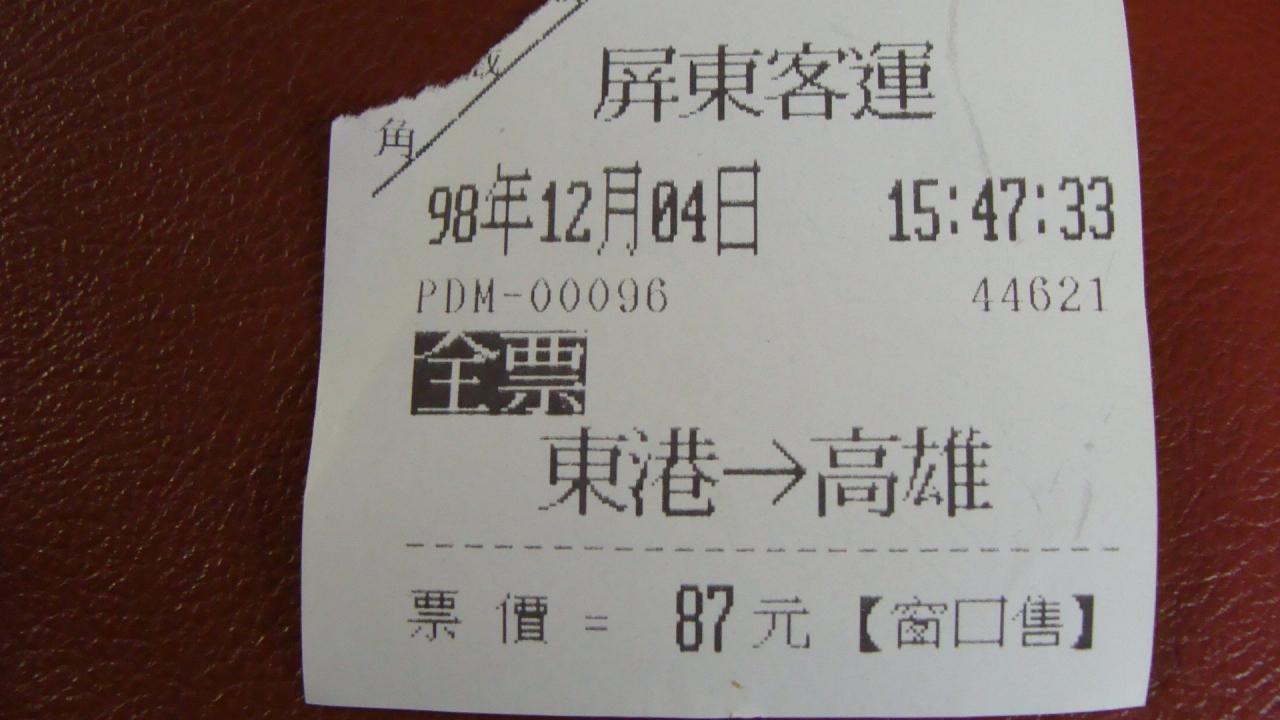 屏東客運
角
98年12月04日 15:47:33
PDM-00096 44621
全票
東港→高雄
票價 = 87元【窗口售】